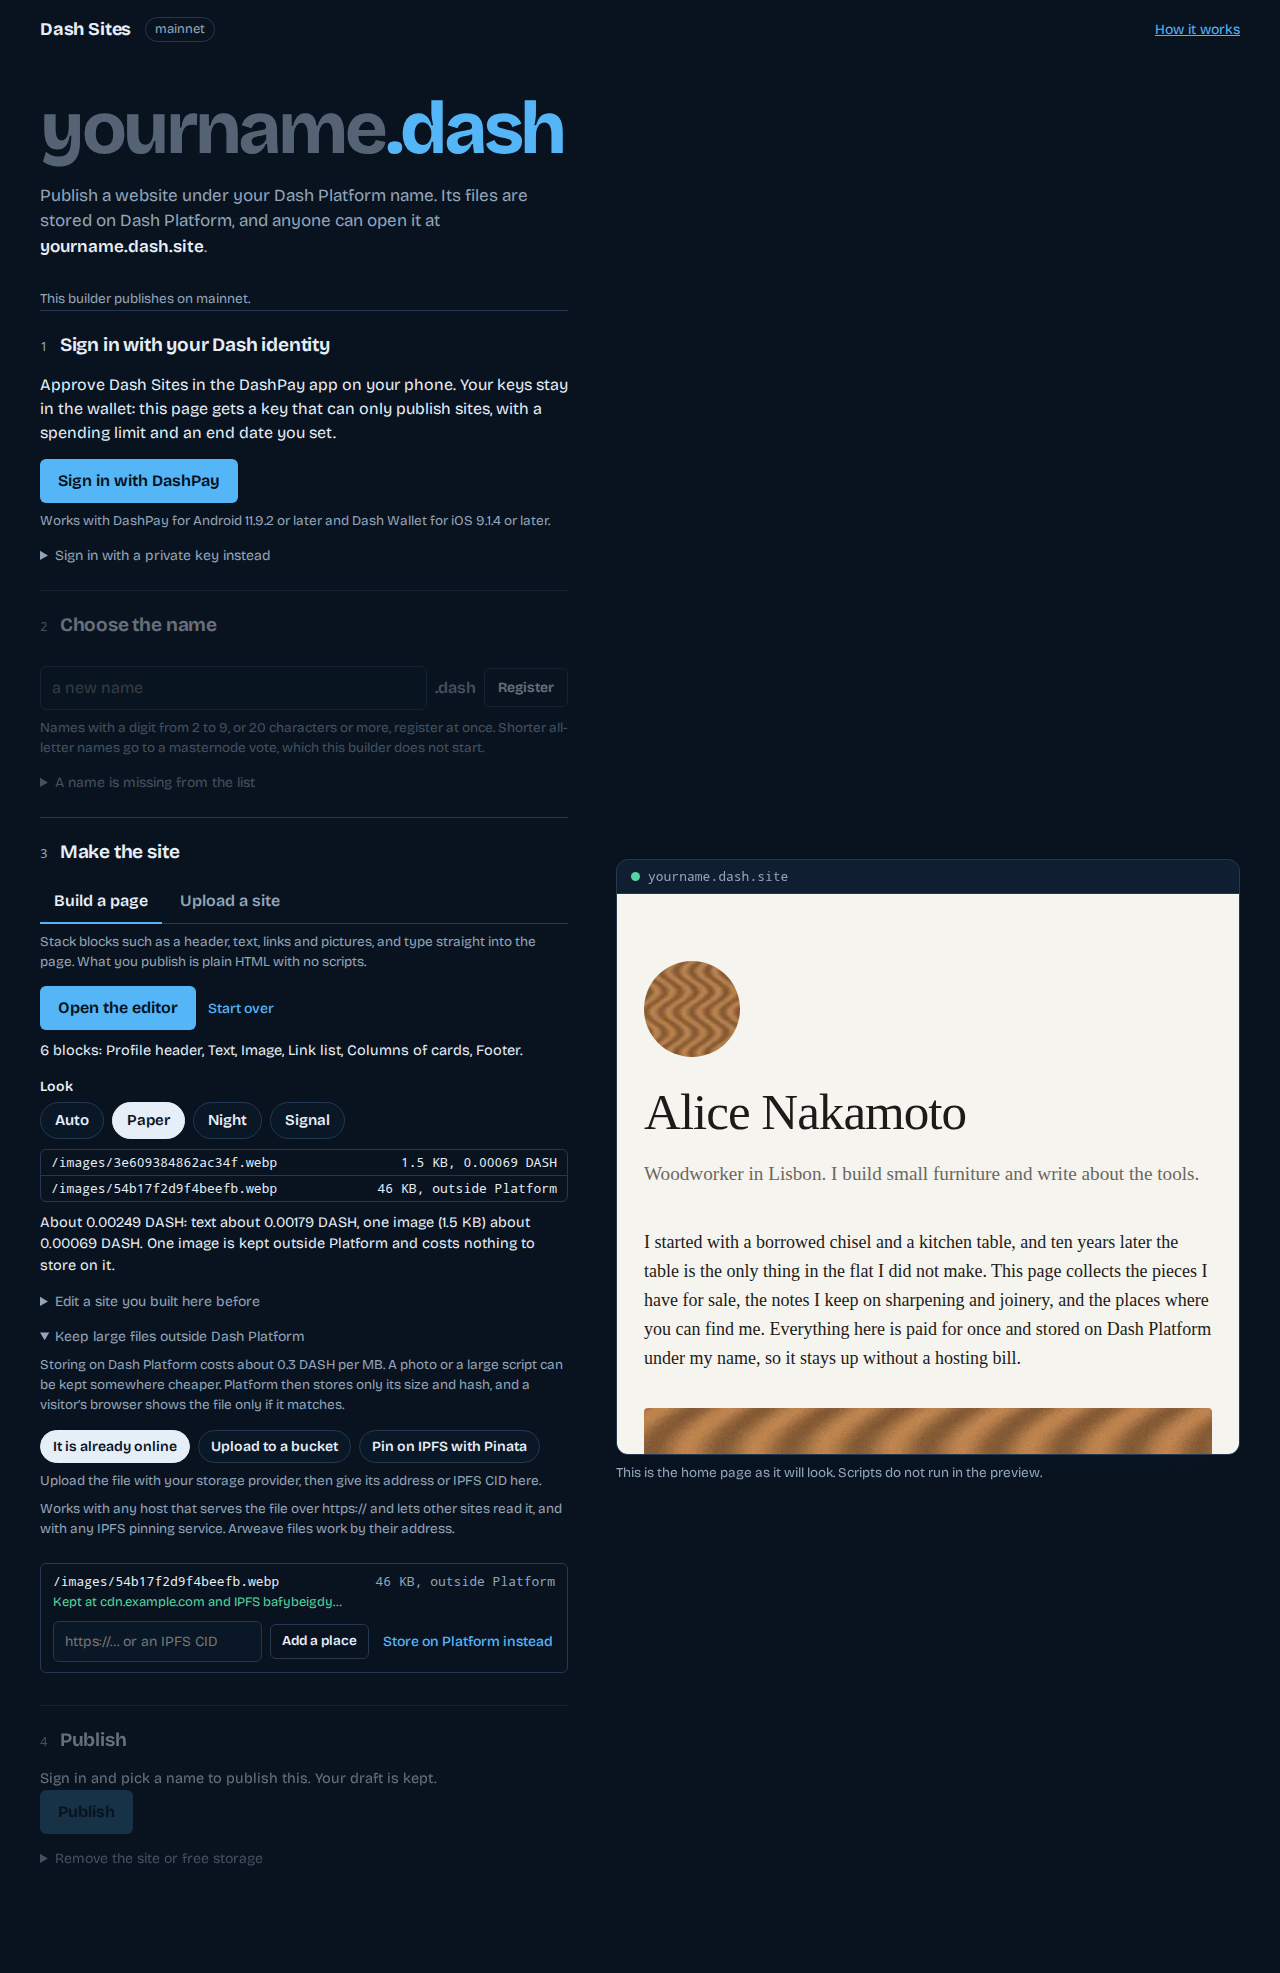 Dash Sites
mainnet
How it works
yourname.dash
Publish a website under your Dash Platform name. Its files are
stored on Dash Platform, and anyone can open it at
yourname.dash.site.
This builder publishes on mainnet.
1 Sign in with your Dash identity
Approve Dash Sites in the DashPay app on your phone. Your keys stay
in the wallet: this page gets a key that can only publish sites, with a
spending limit and an end date you set.
Sign in with DashPay
Works with DashPay for Android 11.9.2 or later and Dash Wallet for iOS 9.1.4 or later.
Sign in with a private key instead
2 Choose the name
a new name
.dash
Register
Names with a digit from 2 to 9, or 20 characters or more, register at once. Shorter all-
letter names go to a masternode vote, which this builder does not start.
A name is missing from the list
3 Make the site
Build a page
Upload a site
Stack blocks such as a header, text, links and pictures, and type straight into the
page. What you publish is plain HTML with no scripts.
Open the editor
Start over
6 blocks: Profile header, Text, Image, Link list, Columns of cards, Footer.
Look
Auto
Paper
Night
Signal
/images/3e609384862ac34f.webp
1.5 KB, 0.00069 DASH
/images/54b17f2d9f4beefb.webp
46 KB, outside Platform
About 0.00249 DASH: text about 0.00179 DASH, one image (1.5 KB) about
0.00069 DASH. One image is kept outside Platform and costs nothing to
store on it.
Edit a site you built here before
Keep large files outside Dash Platform
Storing on Dash Platform costs about 0.3 DASH per MB. A photo or a large script can
be kept somewhere cheaper. Platform then stores only its size and hash, and a
visitor's browser shows the file only if it matches.
It is already online
Upload to a bucket
Pin on IPFS with Pinata
Upload the file with your storage provider, then give its address or IPFS CID here.
Works with any host that serves the file over https:// and lets other sites read it, and
with any IPFS pinning service. Arweave files work by their address.
/images/54b17f2d9f4beefb.webp
46 KB, outside Platform
Kept at cdn.example.com and IPFS bafybeigdy…
https://… or an IPFS CID
Add a place
Store on Platform instead
4 Publish
Sign in and pick a name to publish this. Your draft is kept.
Publish
Remove the site or free storage
yourname.dash.site
Alice Nakamoto
Woodworker in Lisbon. I build small furniture and write about the tools.
I started with a borrowed chisel and a kitchen table, and ten years later the
table is the only thing in the flat I did not make. This page collects the pieces I
have for sale, the notes I keep on sharpening and joinery, and the places where
you can find me. Everything here is paid for once and stored on Dash Platform
under my name, so it stays up without a hosting bill.
This is the home page as it will look. Scripts do not run in the preview.